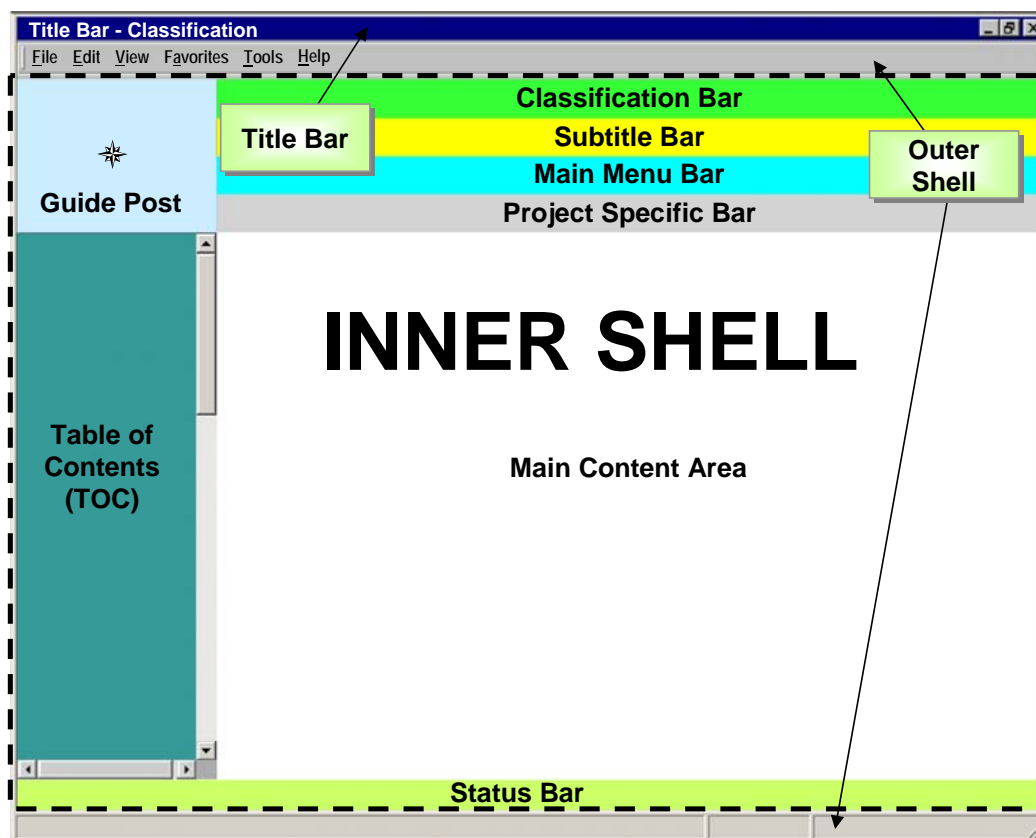 Title Bar - Classification
File Edit View Favorites Tools Help
Classification Bar
Title Bar
Subtitle Bar
Outer
Shell
Main Menu Bar
Guide Post
Project Specific Bar
INNER SHELL
Table of
Contents
(TOC)
Main Content Area
Status Bar